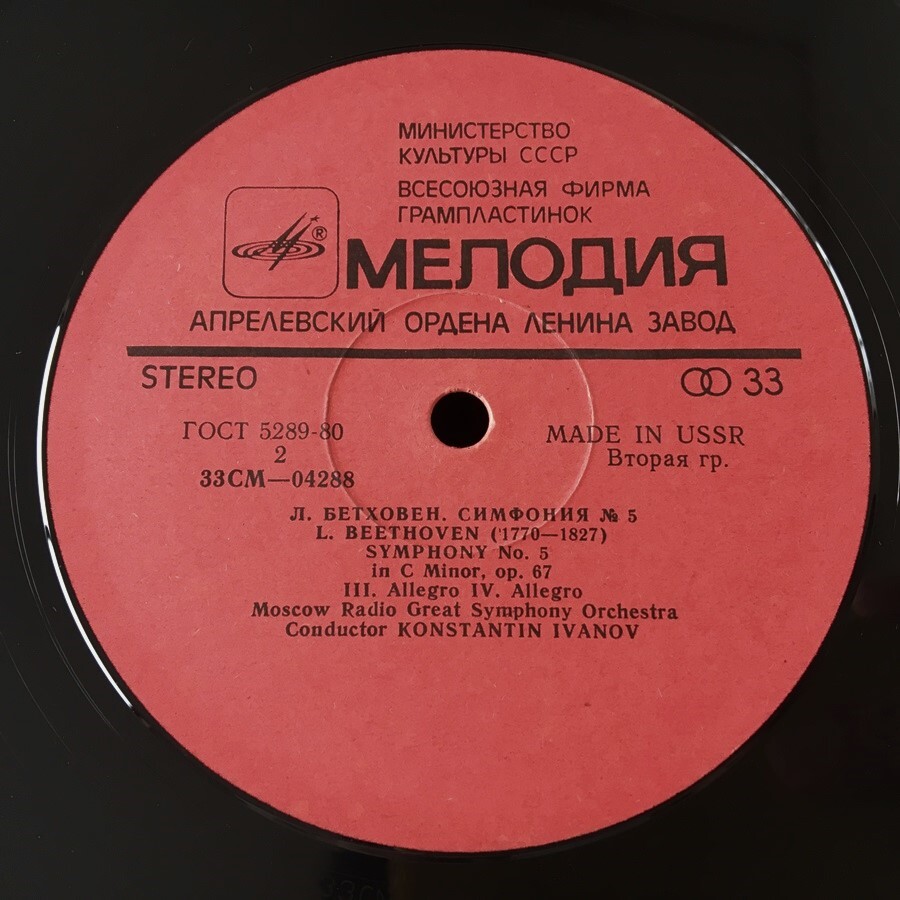 МИНИСТЕРСТВО
КУЛЬТУРЫ СССР
ВСЕСОЮЗНАЯ ФИРМА
ГРАМПЛАСТИНОК
®
МЕЛОДИЯ
АПРЕЛЕВСКИЙ ОРДЕНА ЛЕНИНА ЗАВОД
STEREO
33
ГОСТ 5289-80
2
33СМ—04288
MADE IN USSR
Вторая гр.
Л. БЕТХОВЕН. СИМФОНИЯ № 5
L. BEETHOVEN (1770—1827)
SYMPHONY No. 5
in C Minor, op. 67
III. Allegro IV. Allegro
Moscow Radio Great Symphony Orchestra
Conductor KONSTANTIN IVANOV